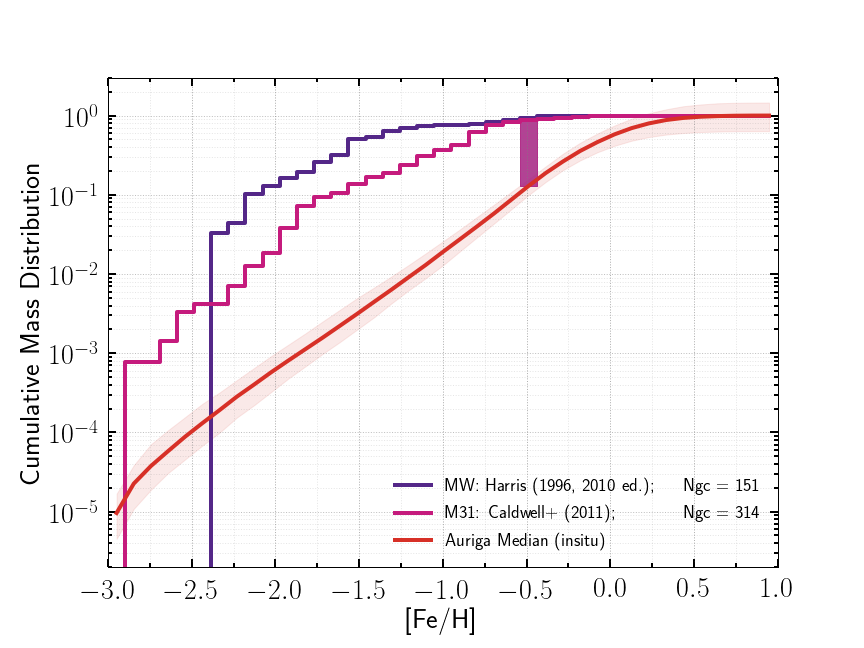 Cumulative Mass Distribution
10⁰
10⁻¹
10⁻²
10⁻³
10⁻⁴
10⁻⁵
MW: Harris (1996, 2010 ed.); Ngc = 151
M31: Caldwell+ (2011); Ngc = 314
Auriga Median (insitu)
−3.0 −2.5 −2.0 −1.5 −1.0 −0.5 0.0 0.5 1.0
[Fe/H]